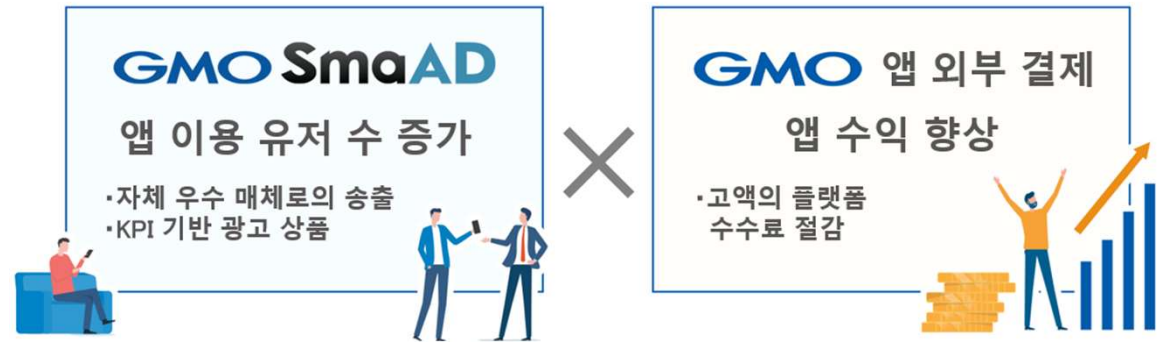 GMO SmaAD
앱 이용 유저 수 증가
·자체 우수 매체로의 송출
·KPI 기반 광고 상품
GMO 앱 외부 결제
앱 수익 향상
·고액의 플랫폼
수수료 절감